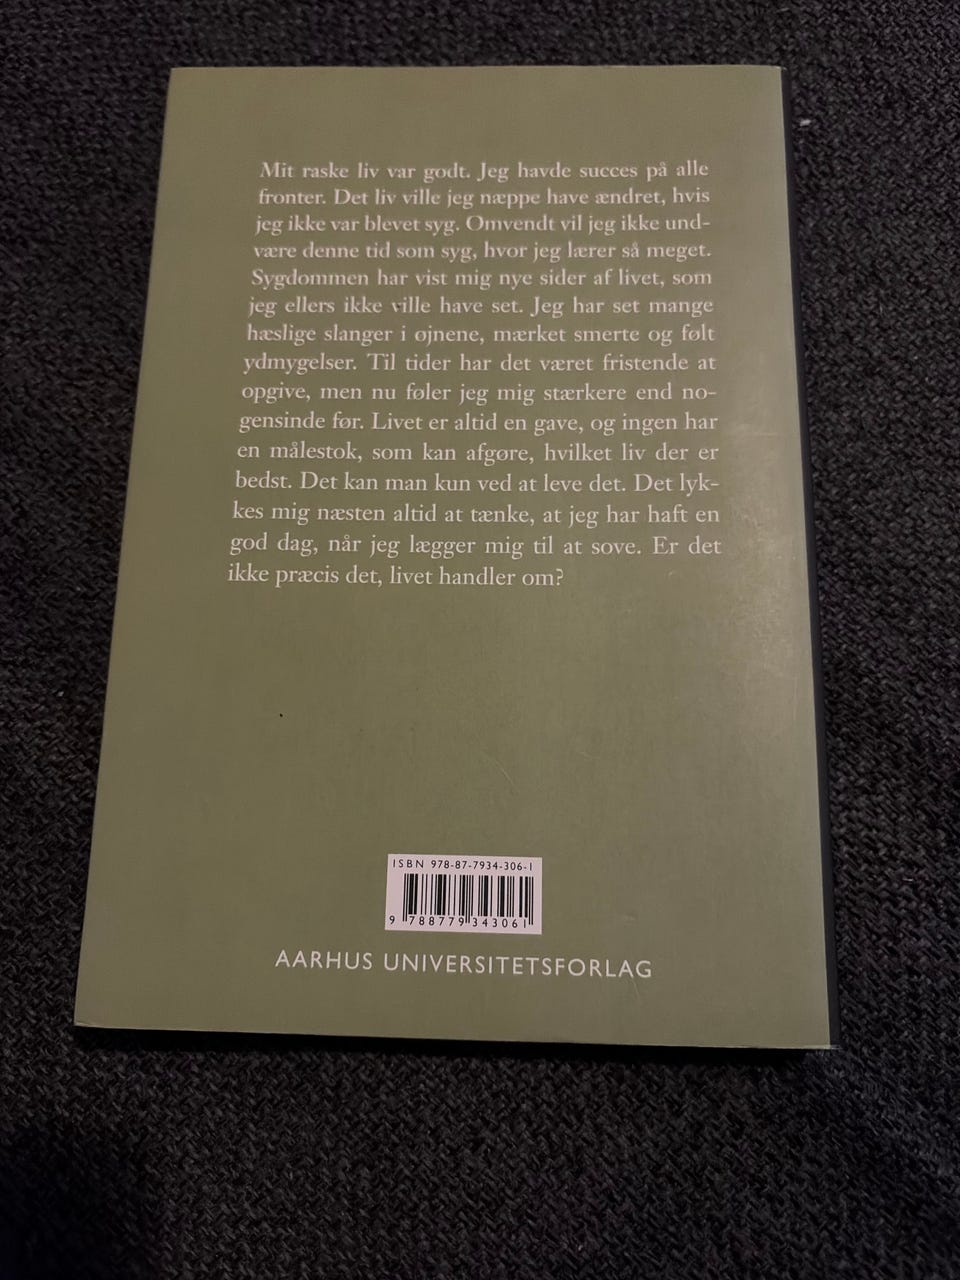 Mit raske liv var godt. Jeg havde succes på alle
fronter. Det liv ville jeg næppe have ændret, hvis
jeg ikke var blevet syg. Omvendt vil jeg ikke und-
være denne tid som syg, hvor jeg lærer så meget.
Sygdommen har vist mig nye sider af livet, som
jeg ellers ikke ville have set. Jeg har set mange
hæslige slanger i øjnene, mærket smerte og følt
ydmygelser. Til tider har det været fristende at
opgive, men nu føler jeg mig stærkere end no-
gensinde før. Livet er altid en gave, og ingen har
en målestok, som kan afgøre, hvilket liv der er
bedst. Det kan man kun ved at leve det. Det lyk-
kes mig næsten altid at tænke, at jeg har haft en
god dag, når jeg lægger mig til at sove. Er det
ikke præcis det, livet handler om?
ISBN 978-87-7934-306-1
9 788779 343061
AARHUS UNIVERSITETSFORLAG